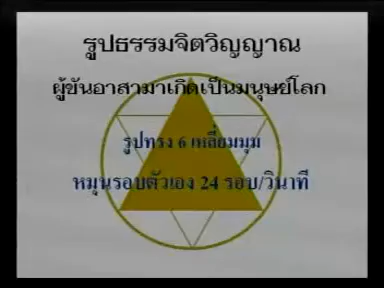 รูปธรรมจิตวิญญาณ
ผู้ขันอาสามาเกิดเป็นมนุษย์โลก
รูปทรง 6 เหลี่ยมมุม
หมุนรอบตัวเอง 24 รอบ/วินาที